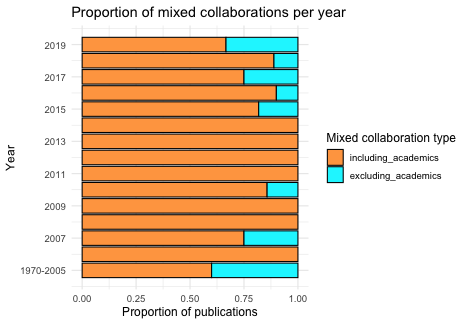 Proportion of mixed collaborations per year
2019
2017
2015
2013
2011
2009
2007
1970-2005
Year
0.00 0.25 0.50 0.75 1.00
Proportion of publications
Mixed collaboration type
including_academics
excluding_academics